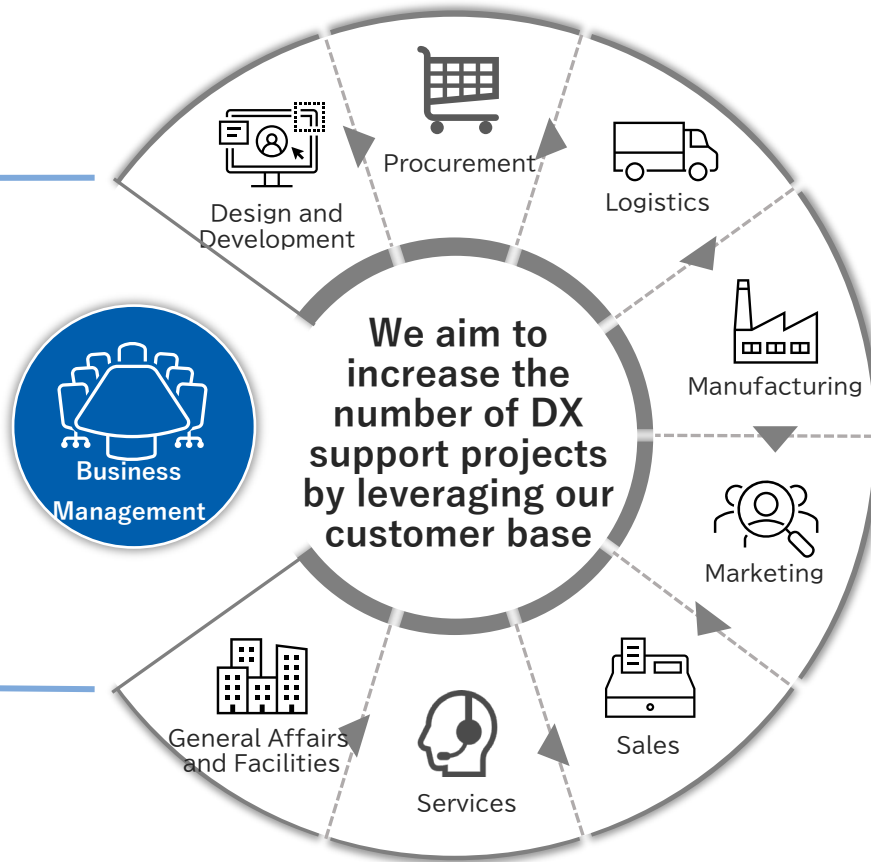 Procurement
Logistics
Design and
Development
Manufacturing
We aim to
increase the
number of DX
support projects
by leveraging our
customer base
Business
Management
Marketing
Sales
General Affairs
and Facilities
Services